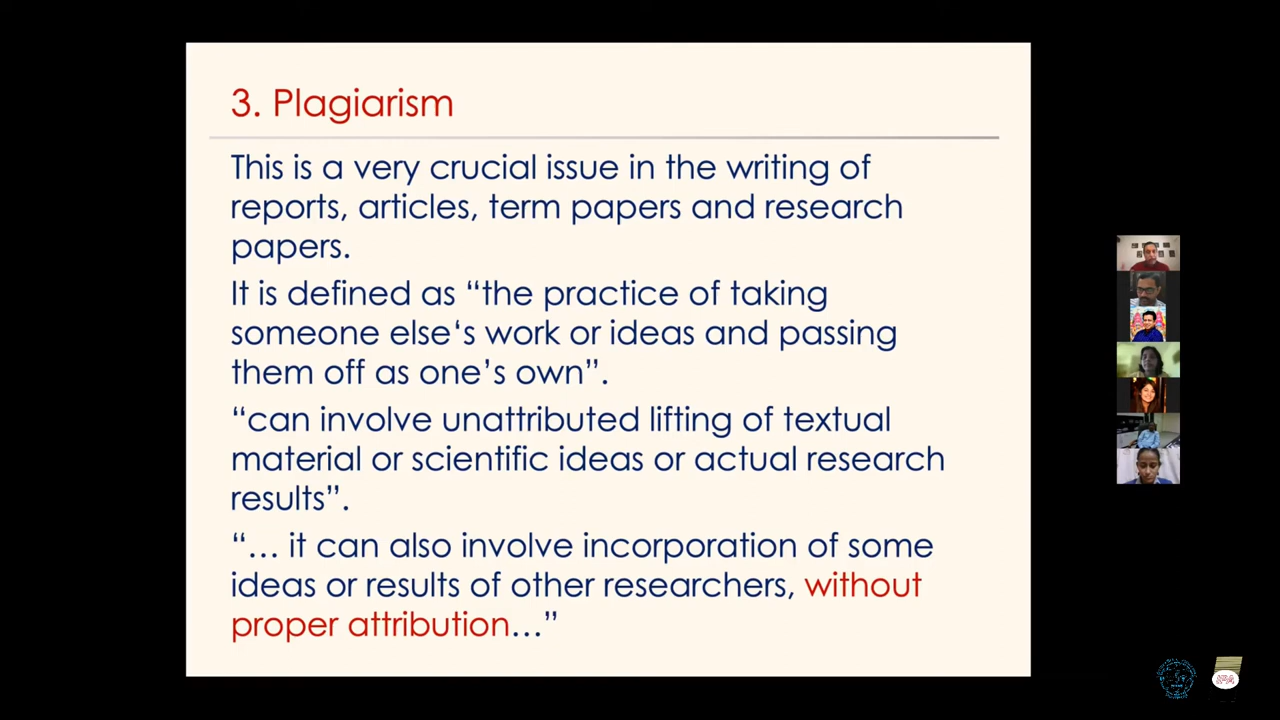 3. Plagiarism
This is a very crucial issue in the writing of
reports, articles, term papers and research
papers.
It is defined as “the practice of taking
someone else‘s work or ideas and passing
them off as one’s own”.
“can involve unattributed lifting of textual
material or scientific ideas or actual research
results”.
“… it can also involve incorporation of some
ideas or results of other researchers, without
proper attribution…”